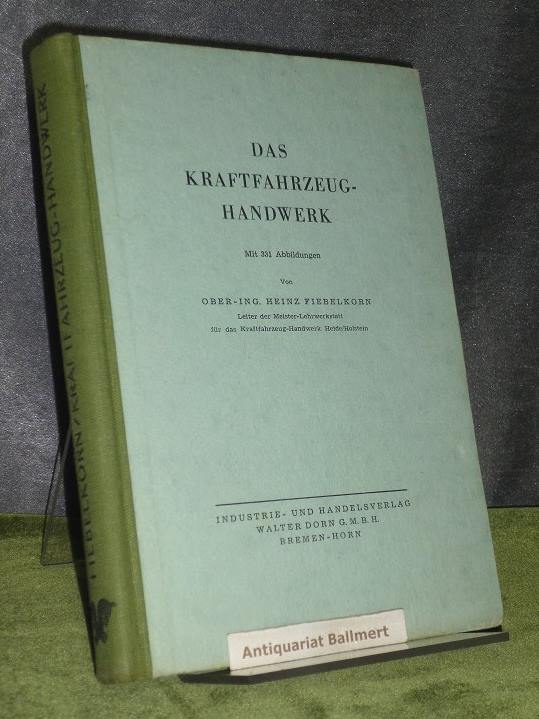 DAS
KRAFTFAHRZEUG-
HANDWERK
Mit 331 Abbildungen
Von
OBER-ING. HEINZ FIEBELKORN
Leiter der Meister-Lehrwerkstatt
für das Kraftfahrzeug-Handwerk Heide/Holstein
INDUSTRIE- UND HANDELSVERLAG
WALTER DORN G.M.B.H.
BREMEN-HORN
Antiquariat Ballmert
FIEBELKORN / KRAFTFAHRZEUG-HANDWERK